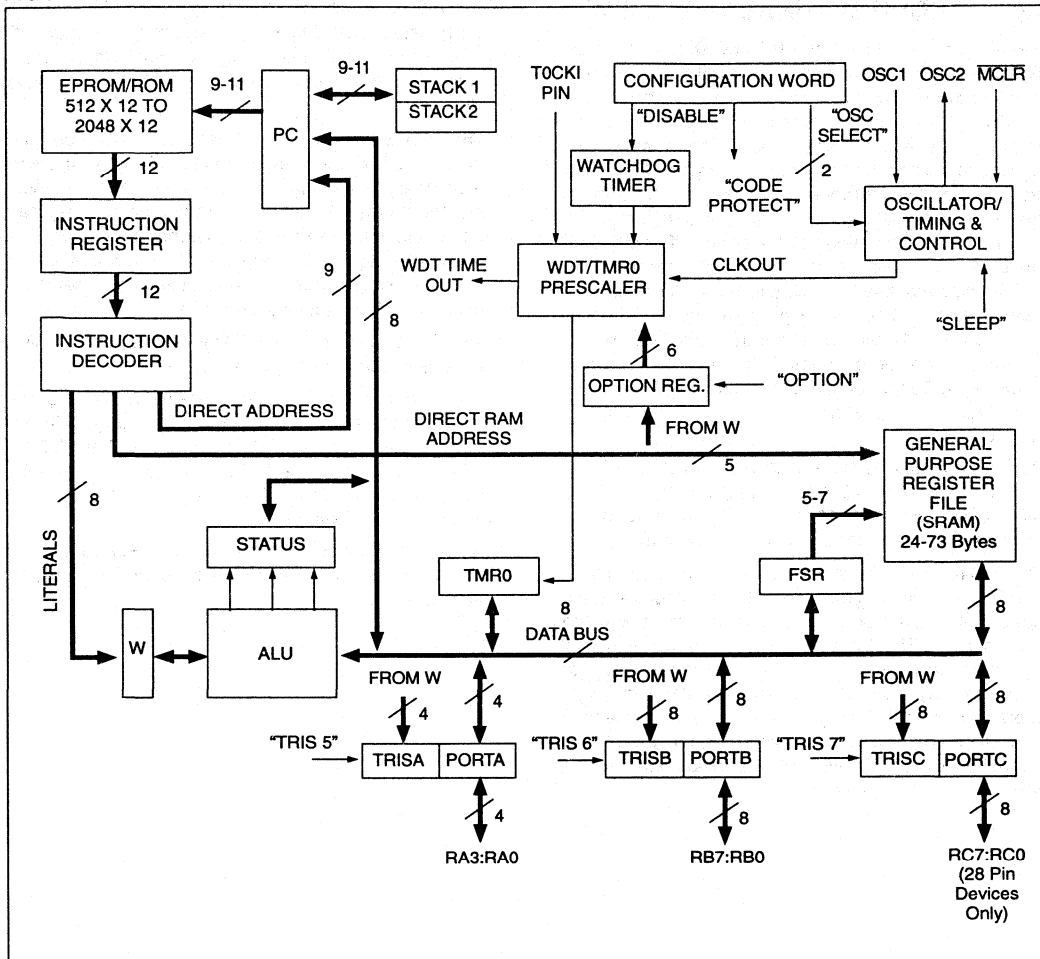 EPROM/ROM
512 X 12 TO
2048 X 12
9-11
PC
9-11
STACK 1
STACK2
T0CKI
PIN
CONFIGURATION WORD
OSC1
OSC2
MCLR
"DISABLE"
"OSC
SELECT"
WATCHDOG
TIMER
"CODE
PROTECT"
2
OSCILLATOR/
TIMING &
CONTROL
12
INSTRUCTION
REGISTER
9
8
WDT TIME
OUT
WDT/TMR0
PRESCALER
CLKOUT
"SLEEP"
12
INSTRUCTION
DECODER
6
OPTION REG.
"OPTION"
DIRECT ADDRESS
DIRECT RAM
ADDRESS
FROM W
5
GENERAL
PURPOSE
REGISTER
FILE
(SRAM)
24-73 Bytes
8
LITERALS
STATUS
5-7
TMR0
FSR
8
8
W
ALU
DATA BUS
FROM W
4
4
FROM W
8
8
FROM W
8
8
"TRIS 5"
TRISA
PORTA
"TRIS 6"
TRISB
PORTB
"TRIS 7"
TRISC
PORTC
4
8
8
RA3:RA0
RB7:RB0
RC7:RC0
(28 Pin
Devices
Only)